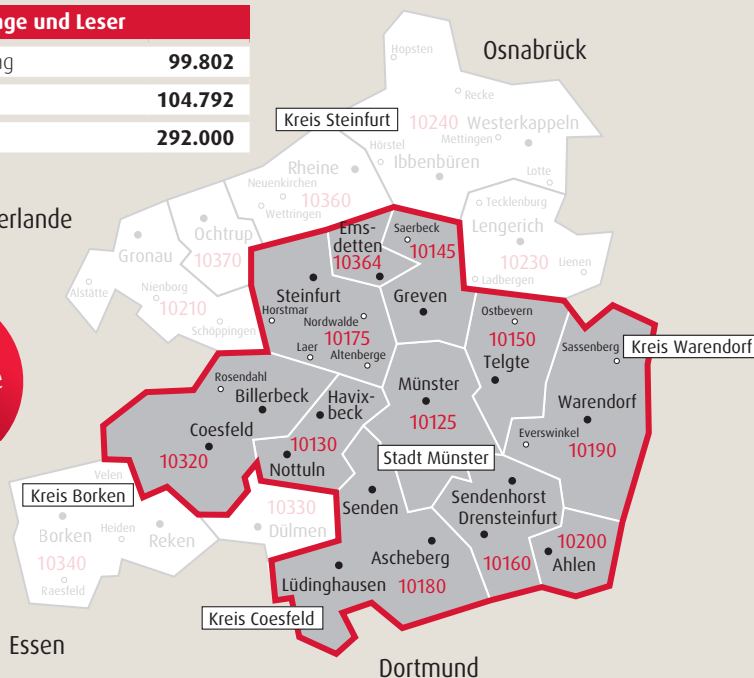 age und Leser
g 99.802
104.792
292.000
Osnabrück
Hopsten
Recke
Kreis Steinfurt
10240 Westerkappeln
Mettingen
Hörstel
Ibbenbüren
Lotte
Rheine
Neuenkirchen
10360
Wettringen
Tecklenburg
Lengerich
10230
Lienen
Ladbergen
erlande
Ochtrup
10370
Gronau
Alstätte
Nienborg
10210
Schöppingen
Ems-
detten
10364
Saerbeck
10145
Steinfurt
Greven
Horstmar
Nordwalde
10175
Laer
Altenberge
Ostbevern
10150
Telgte
Sassenberg
Kreis Warendorf
Warendorf
Everswinkel
10190
e
Rosendahl
Billerbeck
Coesfeld
10320
Havix-
beck
10130
Nottuln
Münster
10125
Stadt Münster
Velen
Kreis Borken
Borken
Heiden
Reken
10340
Raesfeld
10330
Dülmen
Senden
Sendenhorst
Drensteinfurt
10160
10200
Ahlen
Ascheberg
Lüdinghausen
10180
Kreis Coesfeld
Essen
Dortmund